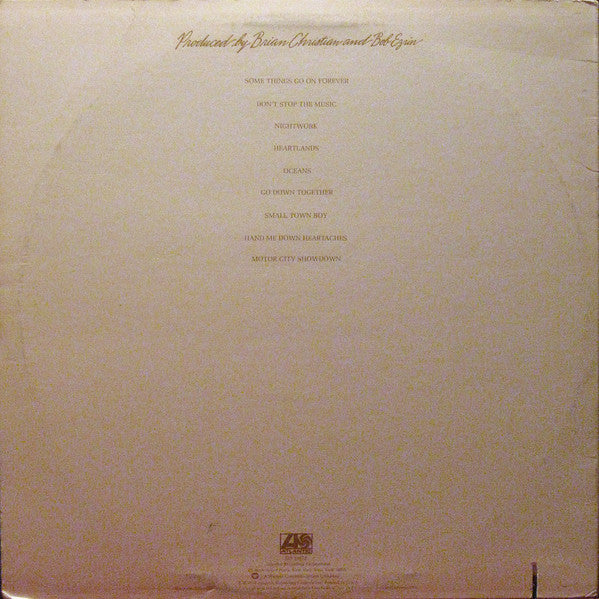 Produced by Brian Christian and Bob Ezrin
SOME THINGS GO ON FOREVER
DON'T STOP THE MUSIC
NIGHTWORK
HEARTLANDS
OCEANS
GO DOWN TOGETHER
SMALL TOWN BOY
HAND ME DOWN HEARTACHES
MOTOR CITY SHOWDOWN
ATLANTIC